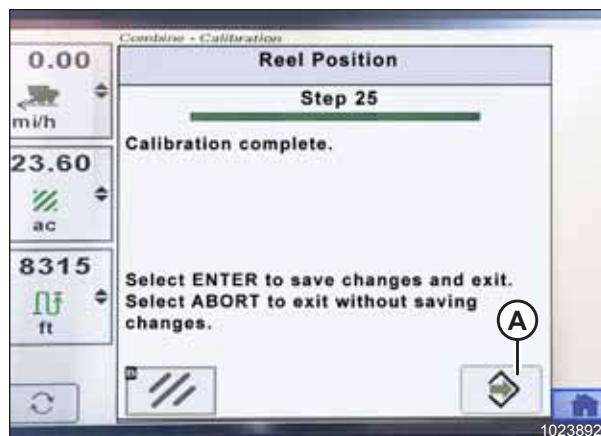 Combine - Calibration
0.00
mi/h
23.60
ac
8315
ft
Reel Position
Step 25
Calibration complete.
Select ENTER to save changes and exit.
Select ABORT to exit without saving
changes.
A
1023892